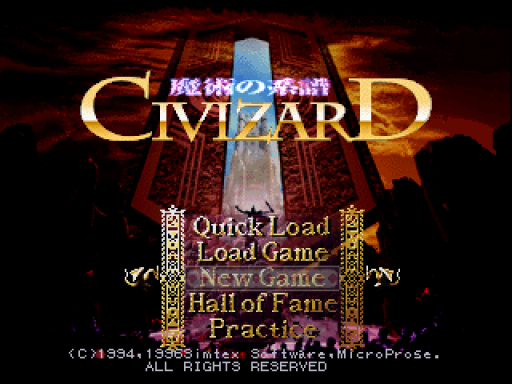 魔術の系譜
CIVIZARD
Quick Load
Load Game
New Game
Hall of Fame
Practice
(C)1994,1996Simtex Software,MicroProse.
ALL RIGHTS RESERVED